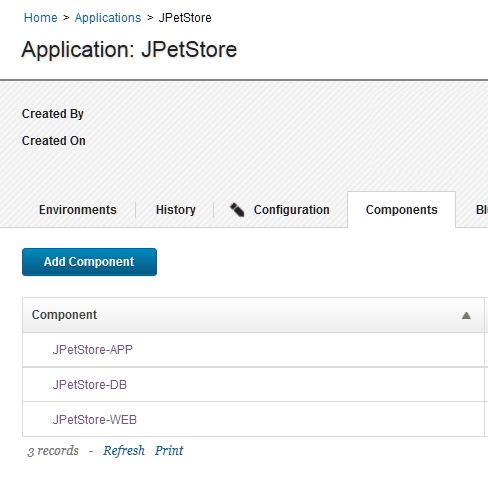 Home > Applications > JPetStore
Application: JPetStore
Created By
Created On
Environments History Configuration Components Bl
Add Component
Component
JPetStore-APP
JPetStore-DB
JPetStore-WEB
3 records - Refresh Print